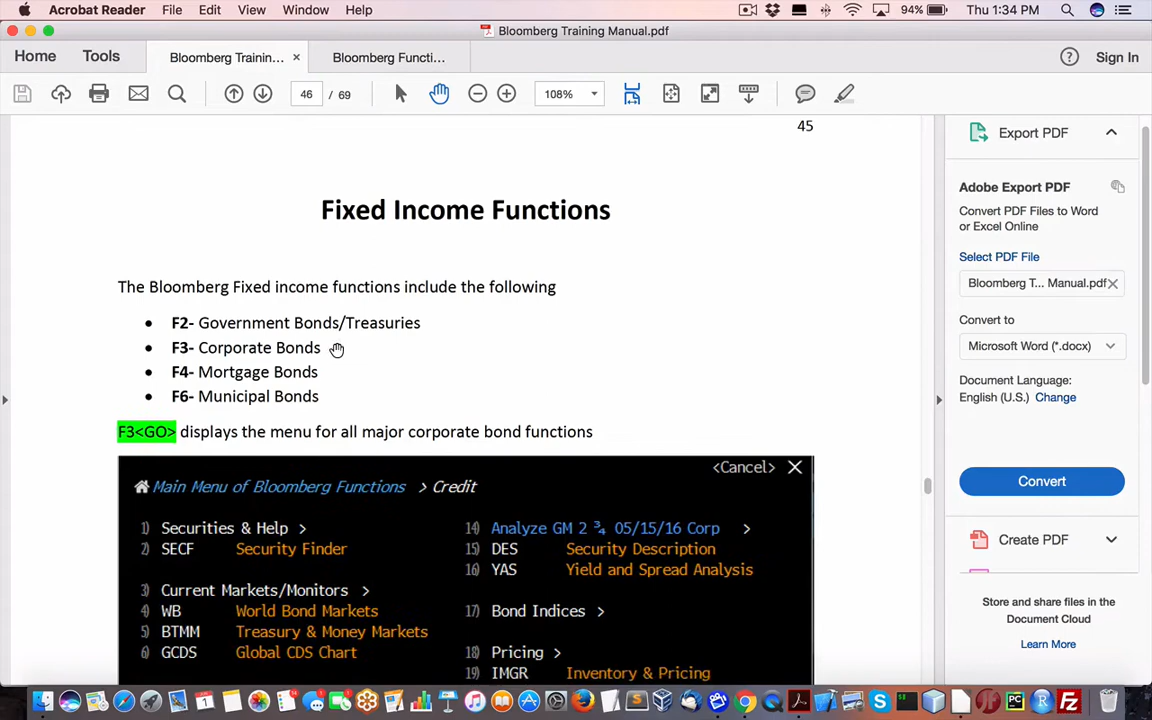 Acrobat Reader File Edit View Window Help 94% Thu 1:34 PM
Bloomberg Training Manual.pdf
Home Tools Bloomberg Trainin... × Bloomberg Functi... Sign In
46 / 69 108%
45
Fixed Income Functions
The Bloomberg Fixed income functions include the following
• F2- Government Bonds/Treasuries
• F3- Corporate Bonds
• F4- Mortgage Bonds
• F6- Municipal Bonds
F3<GO> displays the menu for all major corporate bond functions
<Cancel> X
Main Menu of Bloomberg Functions > Credit
1) Securities & Help >
2) SECF Security Finder
3) Current Markets/Monitors >
4) WB World Bond Markets
5) BTMM Treasury & Money Markets
6) GCDS Global CDS Chart
14) Analyze GM 2 ¾ 05/15/16 Corp >
15) DES Security Description
16) YAS Yield and Spread Analysis
17) Bond Indices >
18) Pricing >
19) IMGR Inventory & Pricing
Export PDF
Adobe Export PDF
Convert PDF Files to Word
or Excel Online
Select PDF File
Bloomberg T... Manual.pdf ×
Convert to
Microsoft Word (*.docx)
Document Language:
English (U.S.) Change
Convert
Create PDF
Store and share files in the
Document Cloud
Learn More